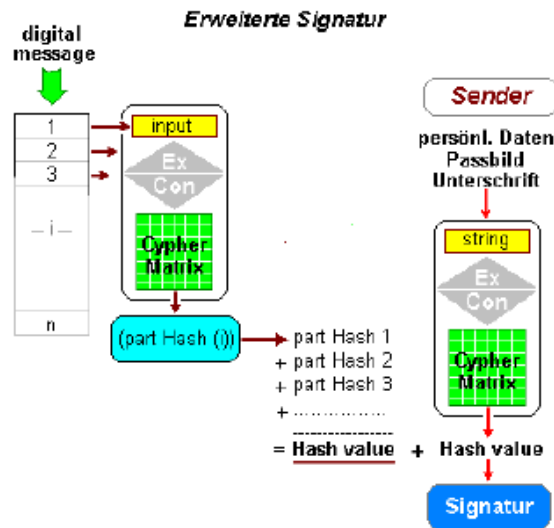 Erweiterte Signatur
digital
message
1
2
3
...i...
n
input
Ex
Con
Cypher
Matrix
(part Hash (i))
part Hash 1
+ part Hash 2
+ part Hash 3
+ ..................
= Hash value + Hash value
Sender
persönl. Daten
Passbild
Unterschrift
string
Ex
Con
Cypher
Matrix
Signatur